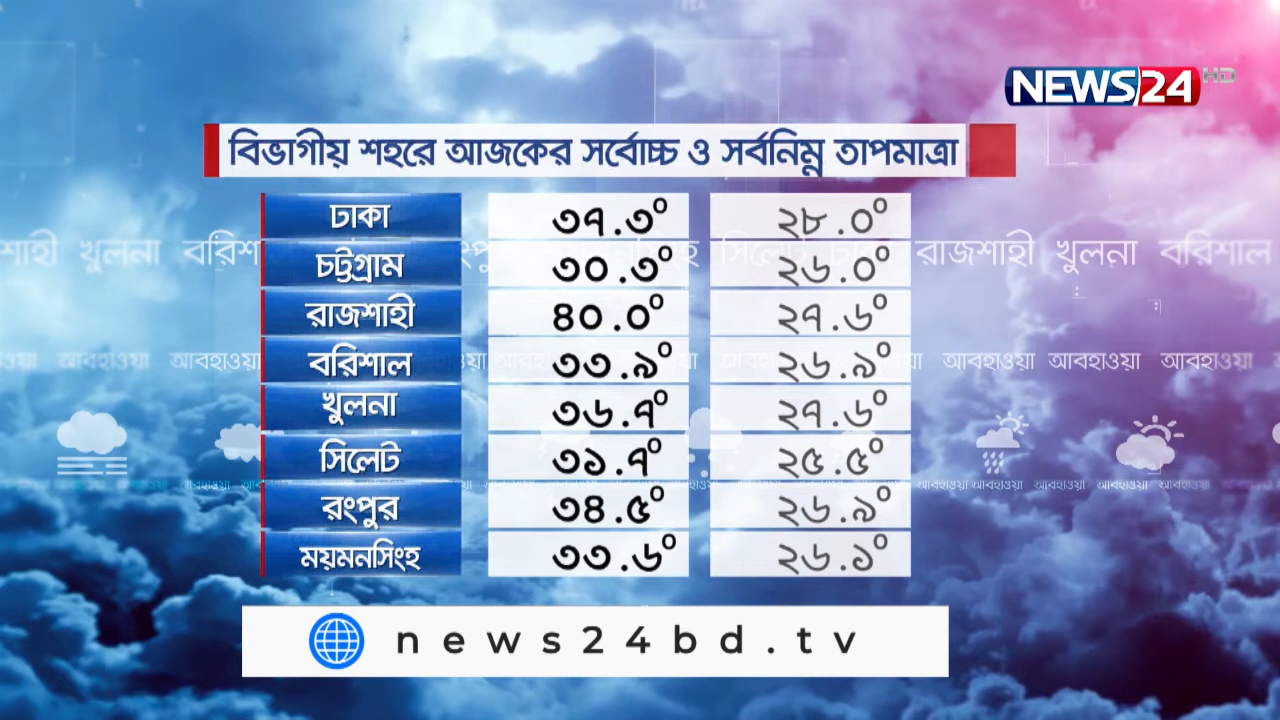 NEWS24 HD
বিভাগীয় শহরে আজকের সর্বোচ্চ ও সর্বনিম্ন তাপমাত্রা
ঢাকা ৩৭.৩° ২৮.০°
চট্টগ্রাম ৩০.৩° ২৬.০°
রাজশাহী ৪০.০° ২৭.৬°
বরিশাল ৩৩.৯° ২৬.৯°
খুলনা ৩৬.৭° ২৭.৬°
সিলেট ৩১.৭° ২৫.৫°
রংপুর ৩৪.৫° ২৬.৯°
ময়মনসিংহ ৩৩.৬° ২৬.১°
news24bd.tv